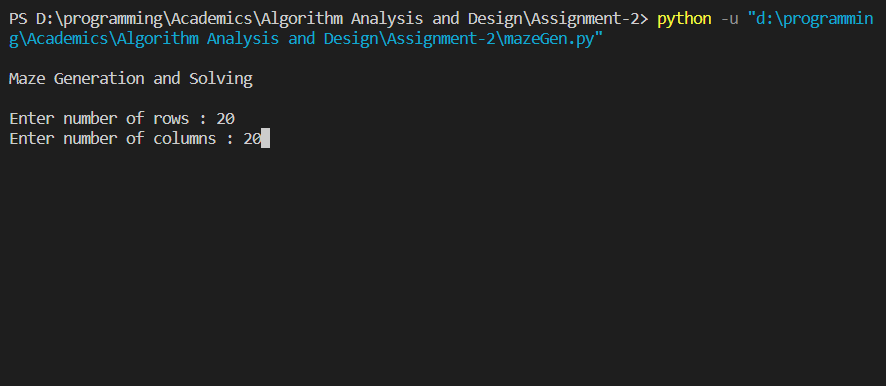 PS D:\programming\Academics\Algorithm Analysis and Design\Assignment-2> python -u "d:\programmin
g\Academics\Algorithm Analysis and Design\Assignment-2\mazeGen.py"
Maze Generation and Solving
Enter number of rows : 20
Enter number of columns : 20